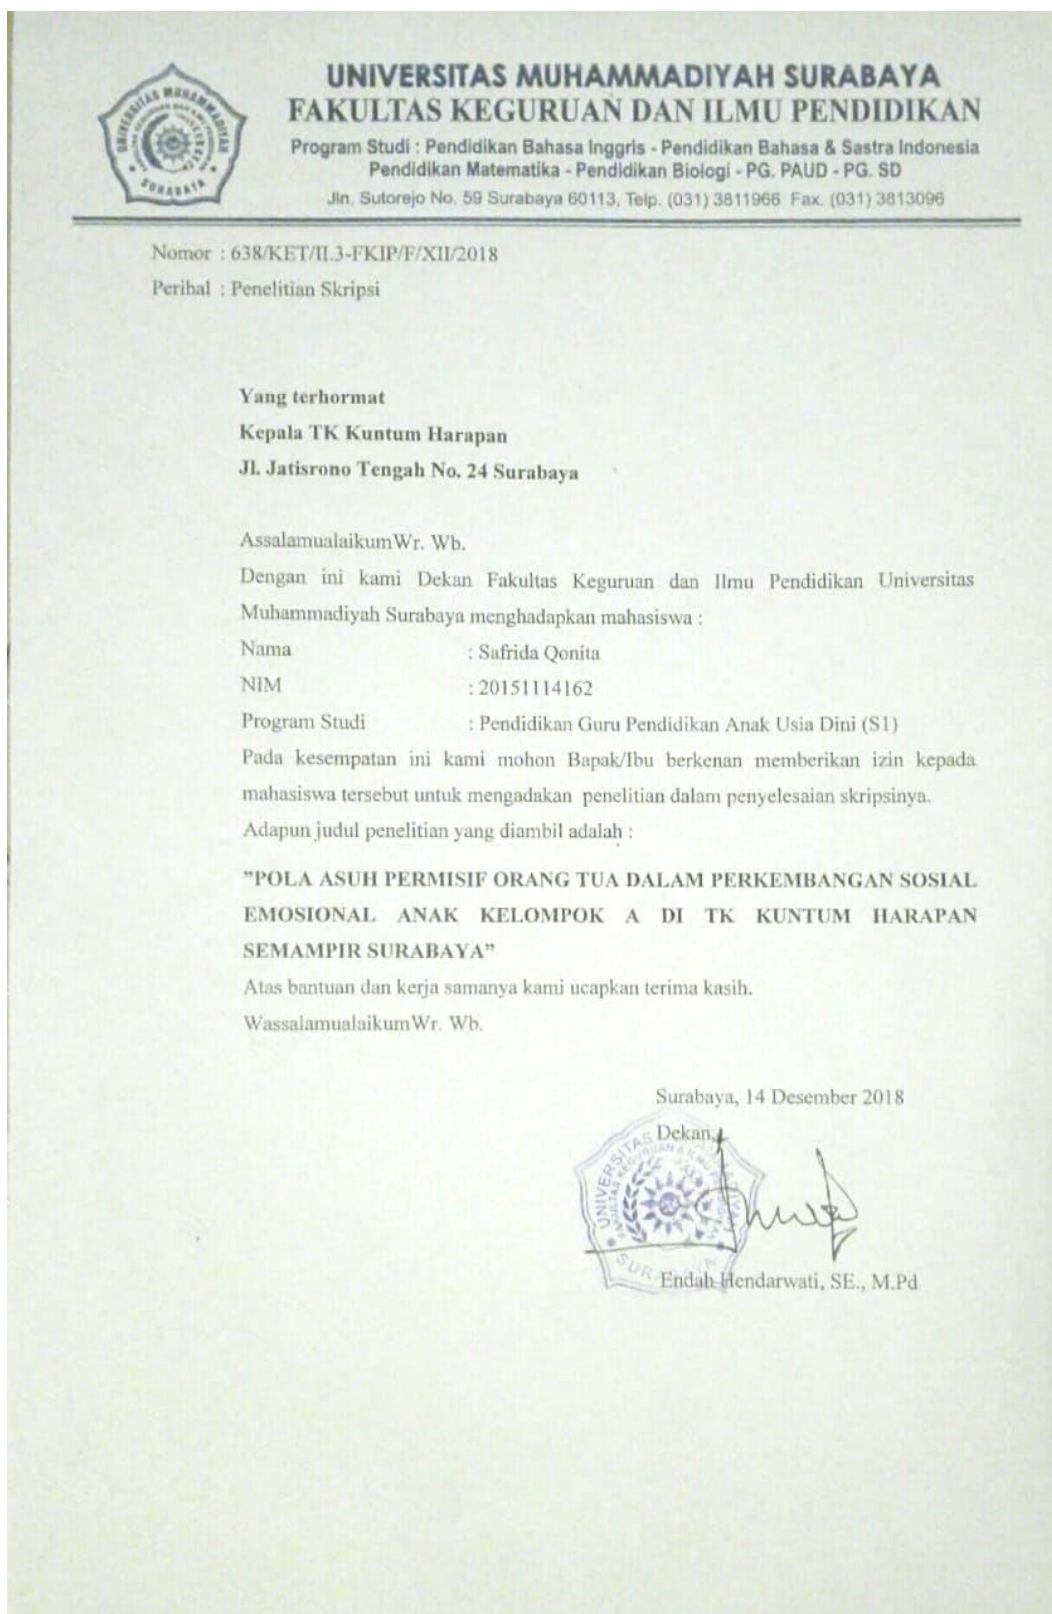 UNIVERSITAS MUHAMMADIYAH SURABAYA
FAKULTAS KEGURUAN DAN ILMU PENDIDIKAN
Program Studi : Pendidikan Bahasa Inggris - Pendidikan Bahasa & Sastra Indonesia
Pendidikan Matematika - Pendidikan Biologi - PG. PAUD - PG. SD
Jln. Sutorejo No. 59 Surabaya 60113, Telp. (031) 3811966 Fax. (031) 3813096
UNIVERSITAS MUHAMMADIYAH
SURABAYA
Nomor : 638/KET/II.3-FKIP/F/XII/2018
Perihal : Penelitian Skripsi
Yang terhormat
Kepala TK Kuntum Harapan
Jl. Jatisrono Tengah No. 24 Surabaya
AssalamualaikumWr. Wb.
Dengan ini kami Dekan Fakultas Keguruan dan Ilmu Pendidikan Universitas
Muhammadiyah Surabaya menghadapkan mahasiswa :
Nama : Safrida Qonita
NIM : 20151114162
Program Studi : Pendidikan Guru Pendidikan Anak Usia Dini (S1)
Pada kesempatan ini kami mohon Bapak/Ibu berkenan memberikan izin kepada
mahasiswa tersebut untuk mengadakan penelitian dalam penyelesaian skripsinya.
Adapun judul penelitian yang diambil adalah :
"POLA ASUH PERMISIF ORANG TUA DALAM PERKEMBANGAN SOSIAL
EMOSIONAL ANAK KELOMPOK A DI TK KUNTUM HARAPAN
SEMAMPIR SURABAYA"
Atas bantuan dan kerja samanya kami ucapkan terima kasih.
WassalamualaikumWr. Wb.
Surabaya, 14 Desember 2018
Dekan,
UNIVERSITAS
SURABAYA
Endah Hendarwati, SE., M.Pd